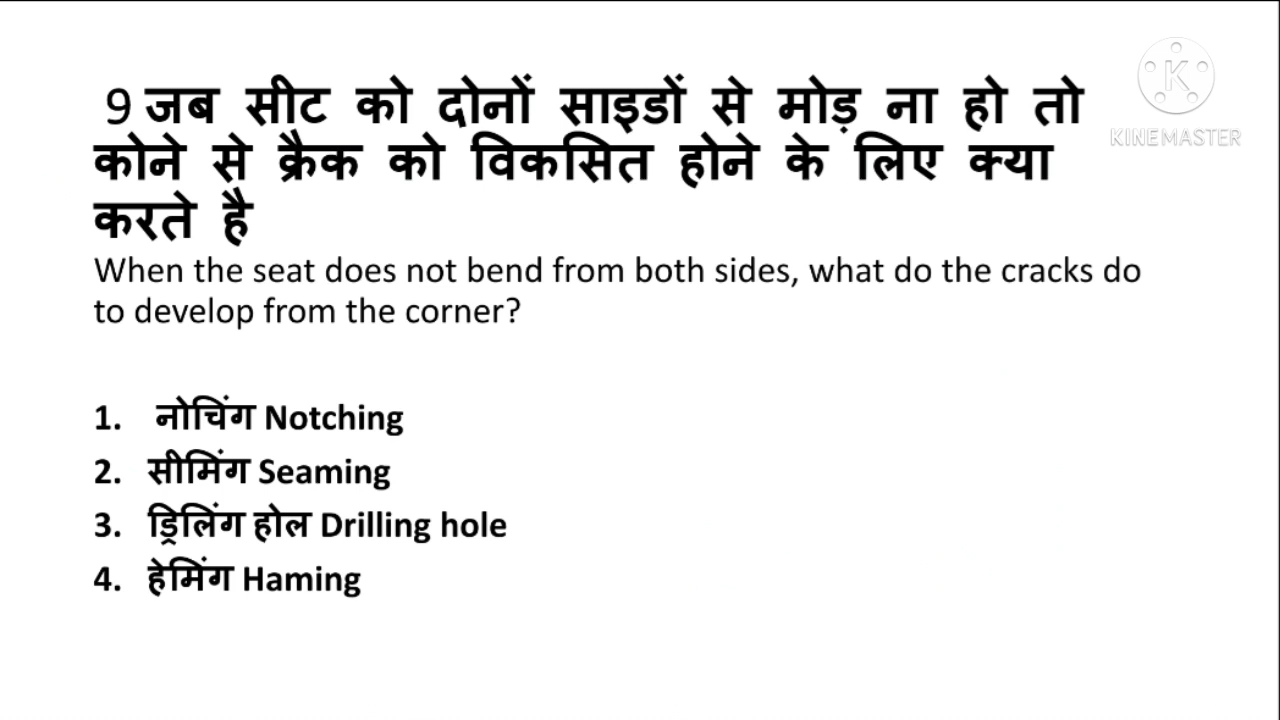 9 जब सीट को दोनों साइडों से मोड़ ना हो तो
कोने से क्रैक को विकसित होने के लिए क्या
करते है
When the seat does not bend from both sides, what do the cracks do
to develop from the corner?
1. नोचिंग Notching
2. सीमिंग Seaming
3. ड्रिलिंग होल Drilling hole
4. हेमिंग Haming
K
KINEMASTER